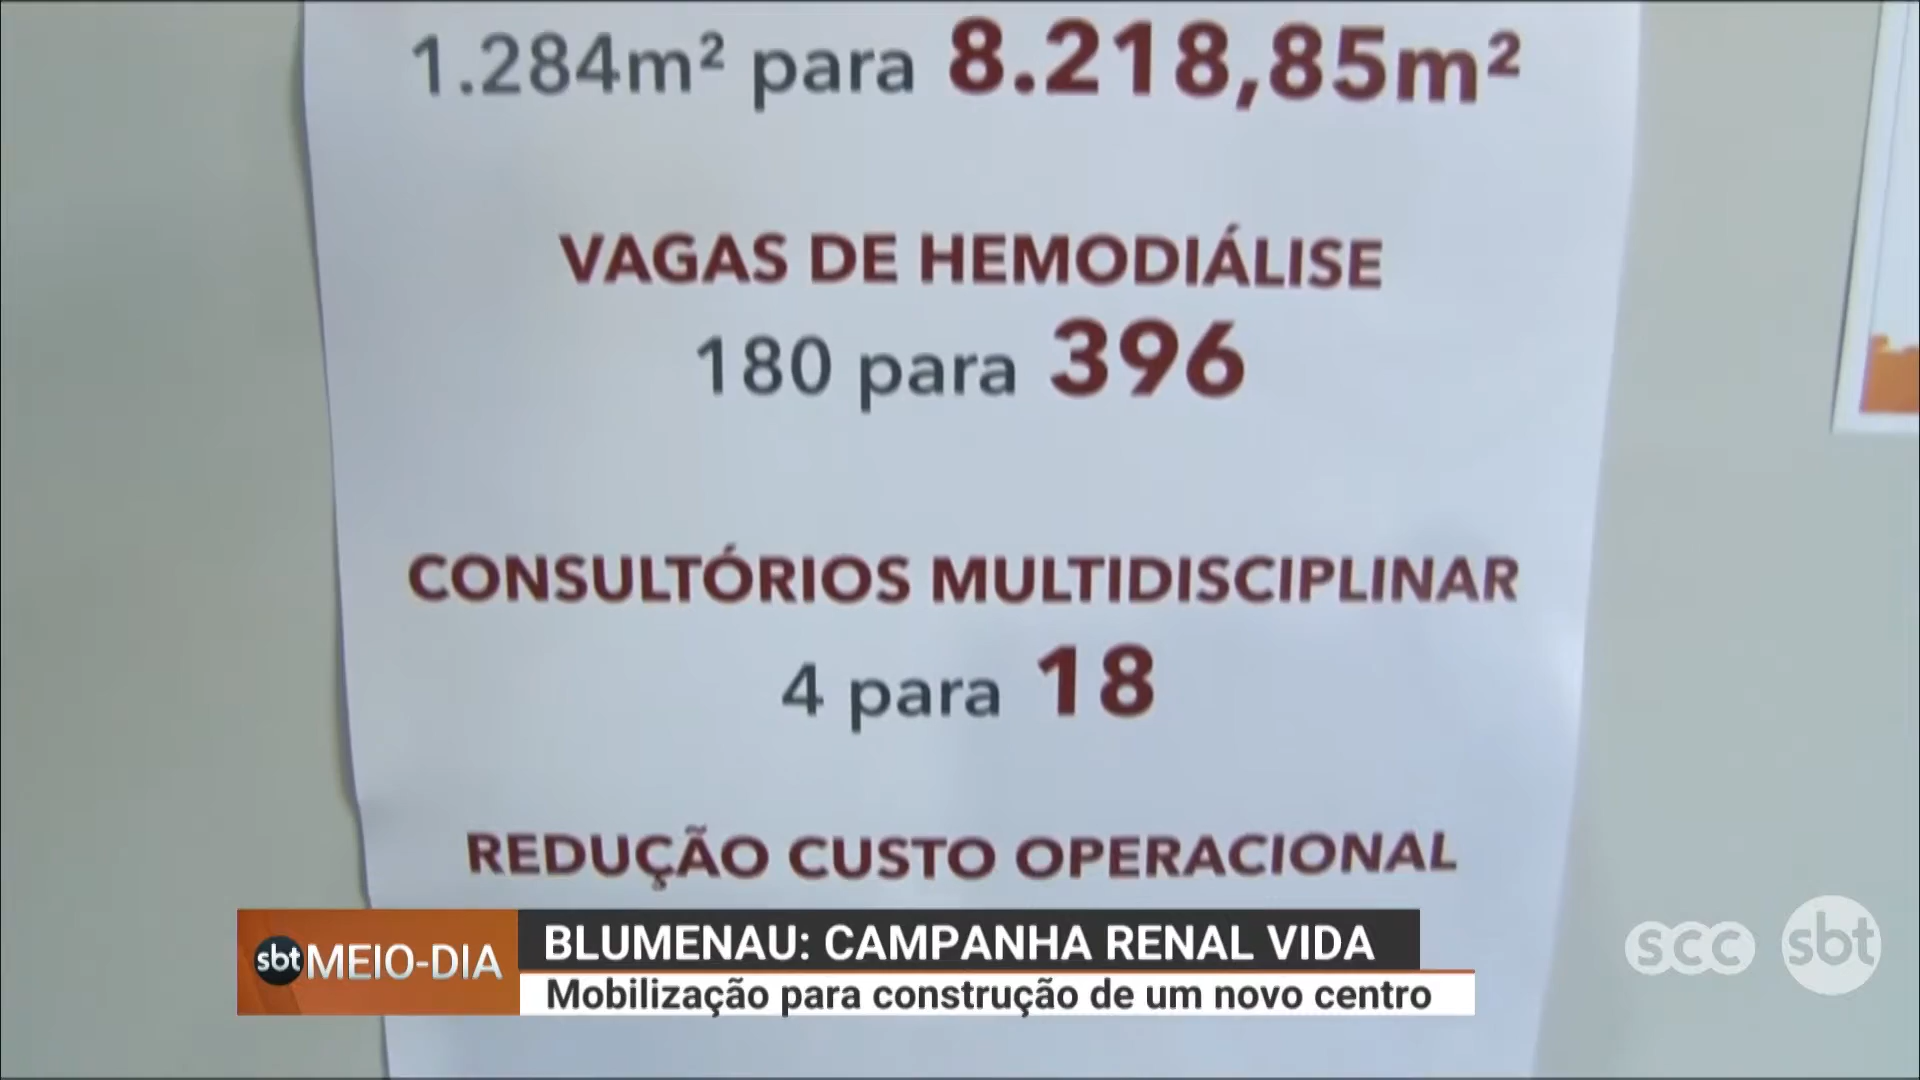 1.284m² para 8.218,85m²
VAGAS DE HEMODIÁLISE
180 para 396
CONSULTÓRIOS MULTIDISCIPLINAR
4 para 18
REDUÇÃO CUSTO OPERACIONAL
sbt MEIO-DIA
BLUMENAU: CAMPANHA RENAL VIDA
Mobilização para construção de um novo centro
scc sbt